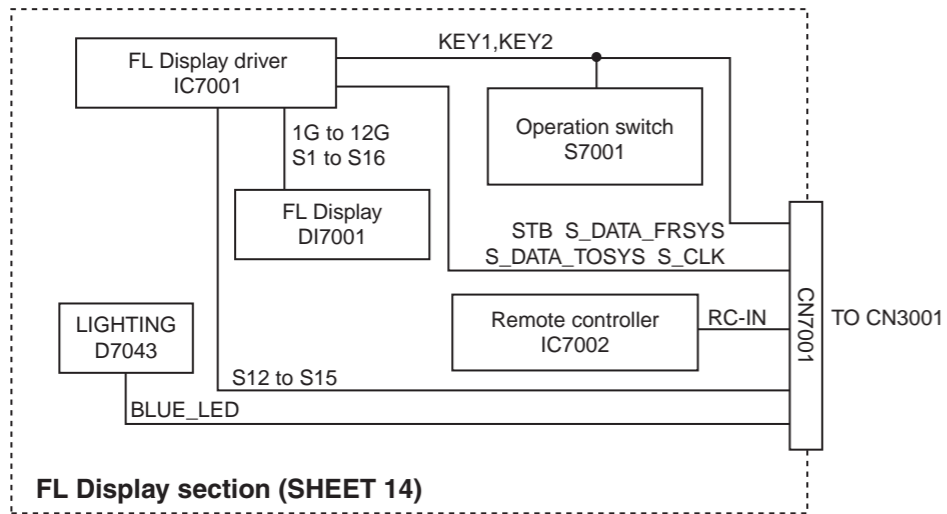 KEY1,KEY2
FL Display driver
IC7001
Operation switch
S7001
1G to 12G
S1 to S16
FL Display
DI7001
STB S_DATA_FRSYS
S_DATA_TOSYS S_CLK
CN7001
TO CN3001
Remote controller
IC7002
RC-IN
LIGHTING
D7043
S12 to S15
BLUE_LED
FL Display section (SHEET 14)